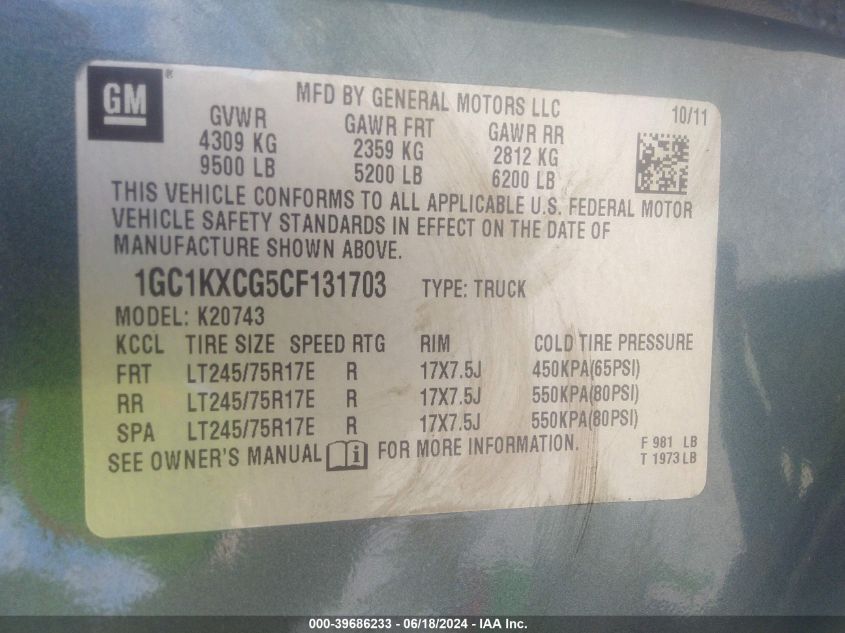 GM ®
MFD BY GENERAL MOTORS LLC
10/11
GVWR GAWR FRT GAWR RR
4309 KG 2359 KG 2812 KG
9500 LB 5200 LB 6200 LB
THIS VEHICLE CONFORMS TO ALL APPLICABLE U.S. FEDERAL MOTOR
VEHICLE SAFETY STANDARDS IN EFFECT ON THE DATE OF
MANUFACTURE SHOWN ABOVE.
1GC1KXCG5CF131703 TYPE: TRUCK
MODEL: K20743
KCCL TIRE SIZE SPEED RTG RIM COLD TIRE PRESSURE
FRT LT245/75R17E R 17X7.5J 450KPA(65PSI)
RR LT245/75R17E R 17X7.5J 550KPA(80PSI)
SPA LT245/75R17E R 17X7.5J 550KPA(80PSI)
SEE OWNER'S MANUAL i FOR MORE INFORMATION.
F 981 LB
T 1973 LB
000-39686233 - 06/18/2024 - IAA Inc.